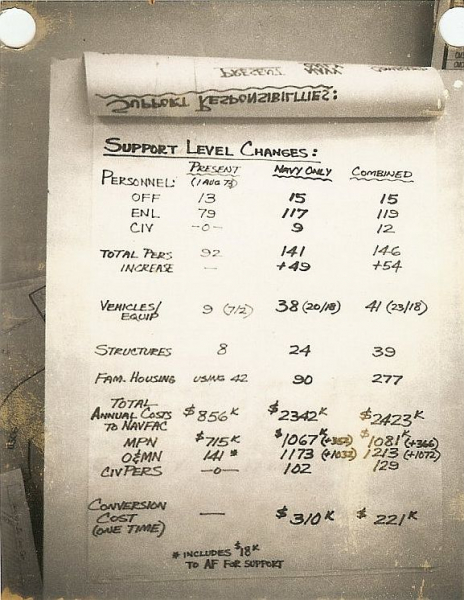 PRESENT NAVY COMBINED
SUPPORT RESPONSIBILITIES:
SUPPORT LEVEL CHANGES:
PERSONNEL: PRESENT (1 AUG 73) NAVY ONLY COMBINED
OFF 13 15 15
ENL 79 117 119
CIV -0- 9 12
TOTAL PERS 92 141 146
INCREASE — +49 +54
VEHICLES/ EQUIP 9 (7/2) 38 (20/18) 41 (23/18)
STRUCTURES 8 24 39
FAM. HOUSING USING 42 90 277
TOTAL
ANNUAL COSTS $856K $2342K $2423K
TO NAVFAC
MPN $715K $1067K (+352) $1081K (+366)
O&MN 141* 1173 (+1032) 1213 (+1072)
CIV PERS -0- 102 129
CONVERSION
COST — $310K $221K
(ONE TIME)
* INCLUDES $18K
TO AF FOR SUPPORT